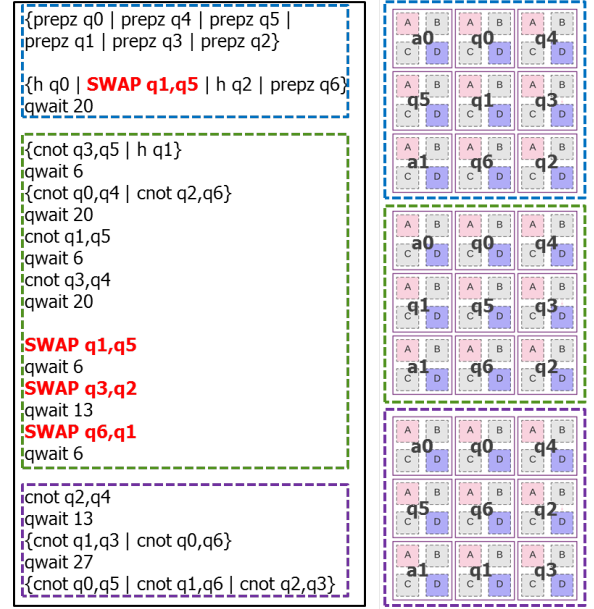 {prepz q0 | prepz q4 | prepz q5 |
prepz q1 | prepz q3 | prepz q2}
{h q0 | SWAP q1,q5 | h q2 | prepz q6}
qwait 20
{cnot q3,q5 | h q1}
qwait 6
{cnot q0,q4 | cnot q2,q6}
qwait 20
cnot q1,q5
qwait 6
cnot q3,q4
qwait 20
SWAP q1,q5
qwait 6
SWAP q3,q2
qwait 13
SWAP q6,q1
qwait 6
cnot q2,q4
qwait 13
{cnot q1,q3 | cnot q0,q6}
qwait 27
{cnot q0,q5 | cnot q1,q6 | cnot q2,q3}
A B A B A B
a0 q0 q4
C D C D C D
A B A B A B
q5 q1 q3
C D C D C D
A B A B A B
a1 q6 q2
C D C D C D
A B A B A B
a0 q0 q4
C D C D C D
A B A B A B
q1 q5 q3
C D C D C D
A B A B A B
a1 q6 q2
C D C D C D
A B A B A B
a0 q0 q4
C D C D C D
A B A B A B
q5 q6 q2
C D C D C D
A B A B A B
a1 q1 q3
C D C D C D